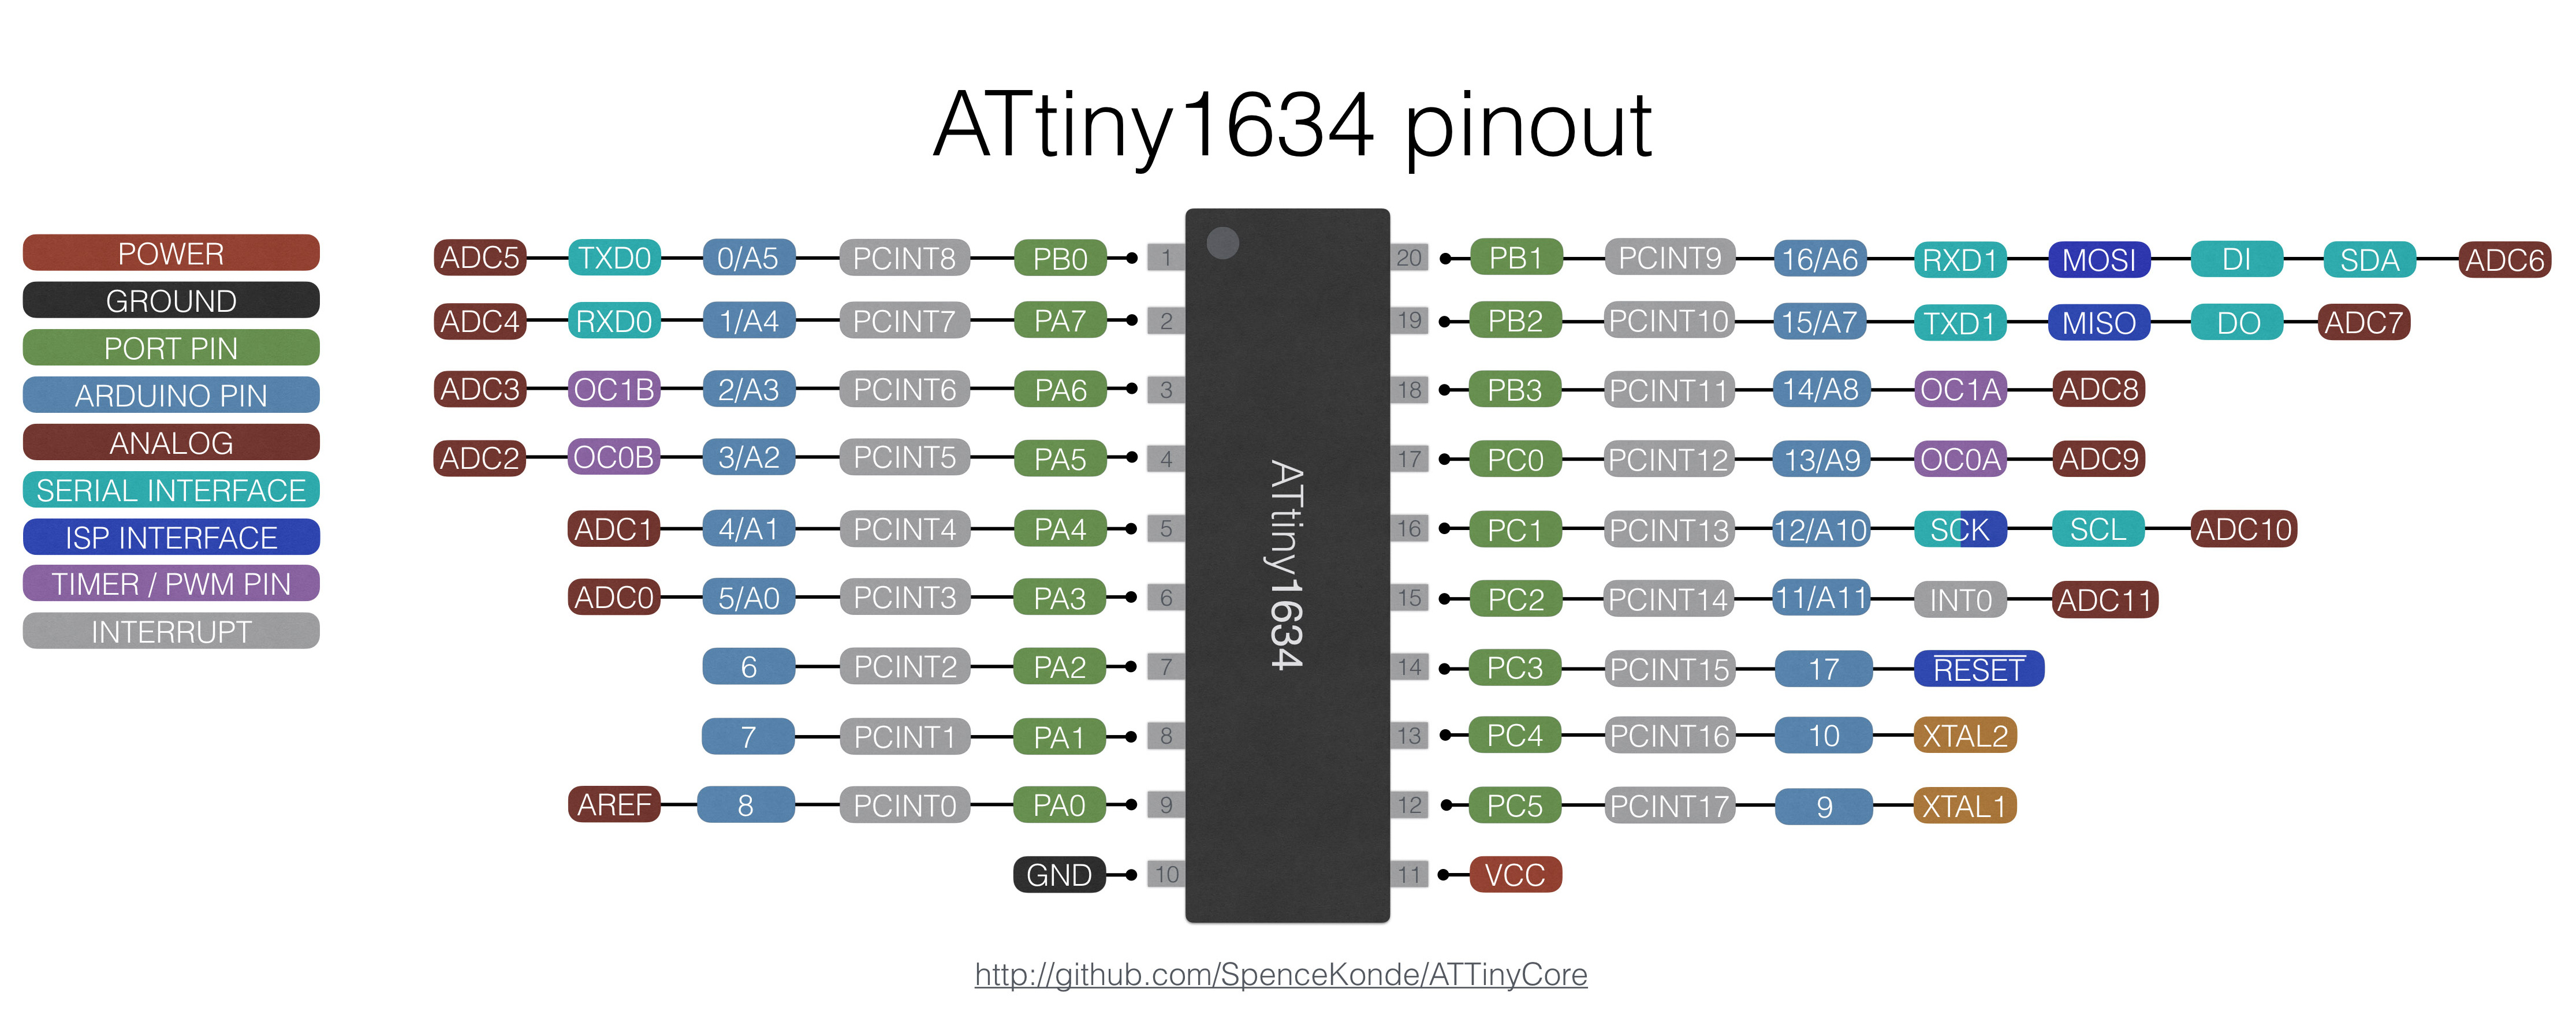 ATtiny1634 pinout
POWER
GROUND
PORT PIN
ARDUINO PIN
ANALOG
SERIAL INTERFACE
ISP INTERFACE
TIMER / PWM PIN
INTERRUPT
ADC5 TXD0 0/A5 PCINT8 PB0 1 20 PB1 PCINT9 16/A6 RXD1 MOSI DI SDA ADC6
ADC4 RXD0 1/A4 PCINT7 PA7 2 19 PB2 PCINT10 15/A7 TXD1 MISO DO ADC7
ADC3 OC1B 2/A3 PCINT6 PA6 3 18 PB3 PCINT11 14/A8 OC1A ADC8
ADC2 OC0B 3/A2 PCINT5 PA5 4 17 PC0 PCINT12 13/A9 OC0A ADC9
ADC1 4/A1 PCINT4 PA4 5 16 PC1 PCINT13 12/A10 SCK SCL ADC10
ADC0 5/A0 PCINT3 PA3 6 15 PC2 PCINT14 11/A11 INT0 ADC11
6 PCINT2 PA2 7 14 PC3 PCINT15 17 RESET
7 PCINT1 PA1 8 13 PC4 PCINT16 10 XTAL2
AREF 8 PCINT0 PA0 9 12 PC5 PCINT17 9 XTAL1
GND 10 11 VCC
ATtiny1634
http://github.com/SpenceKonde/ATTinyCore